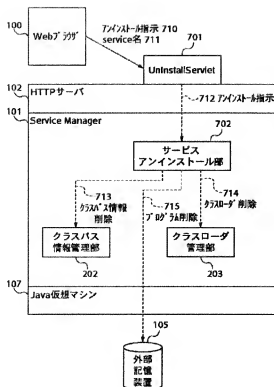 100
Webブラウザ
アンインストール指示 710
service名 711
701
UnInstallServlet
102
HTTPサーバ
712 アンインストール指示
101
Service Manager
702
サービス
アンインストール部
713
クラスパス情報
削除
715
プログラム削除
714
クラスローダ削除
クラスパス
情報管理部
202
クラスローダ
管理部
203
107
Java仮想マシン
105
外部
記憶
装置